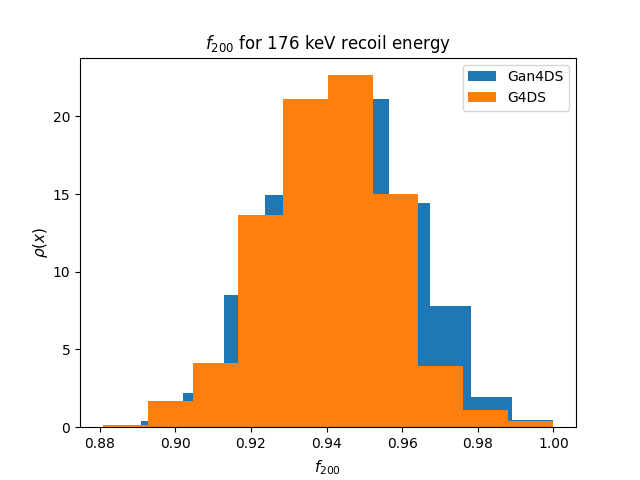 f₂₀₀ for 176 keV recoil energy
Gan4DS
G4DS
ρ(x)
20
15
10
5
0
0.88 0.90 0.92 0.94 0.96 0.98 1.00
f₂₀₀